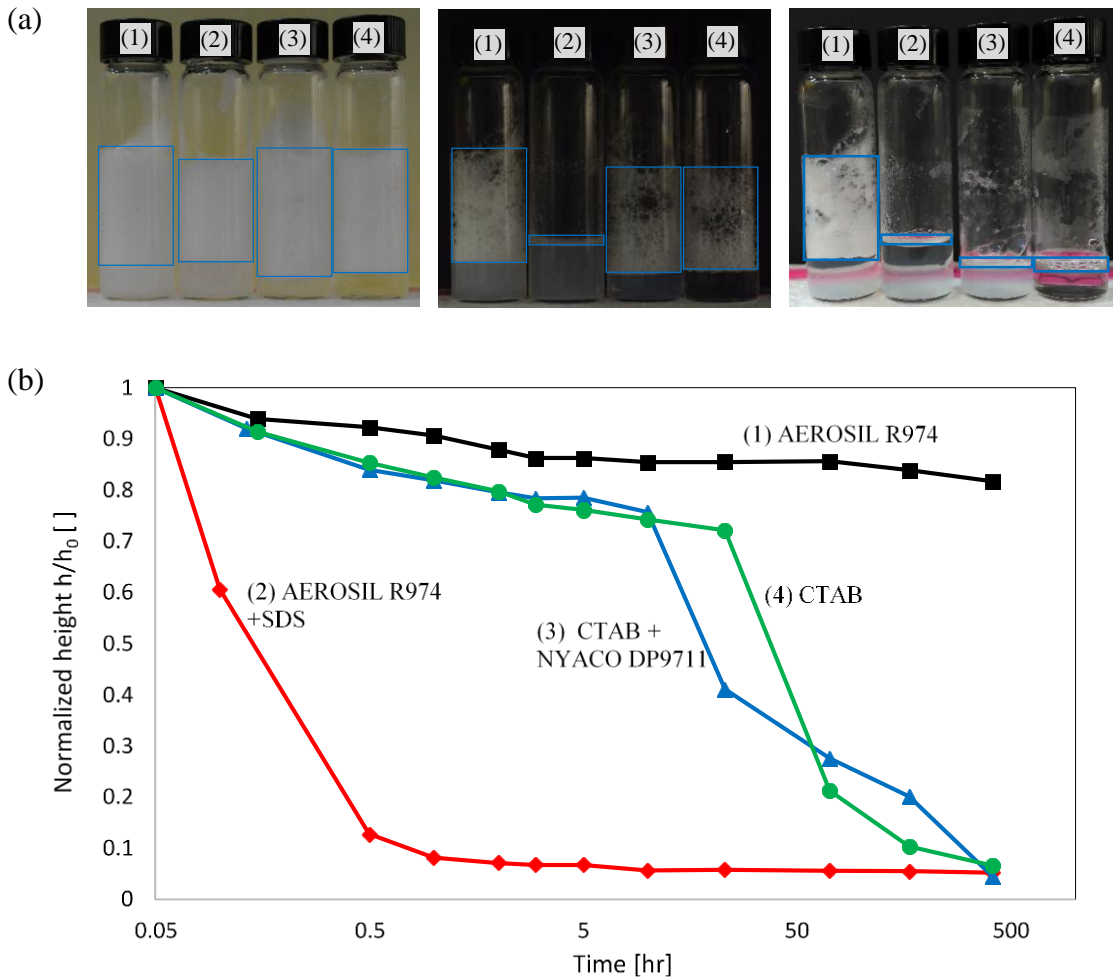 (a)
(1) (2) (3) (4)
(1) (2) (3) (4)
(1) (2) (3) (4)
(b)
Normalized height h/h0 [ ]
1
0.9
0.8
0.7
0.6
0.5
0.4
0.3
0.2
0.1
0
(1) AEROSIL R974
(2) AEROSIL R974
+SDS
(3) CTAB +
NYACO DP9711
(4) CTAB
0.05 0.5 5 50 500
Time [hr]